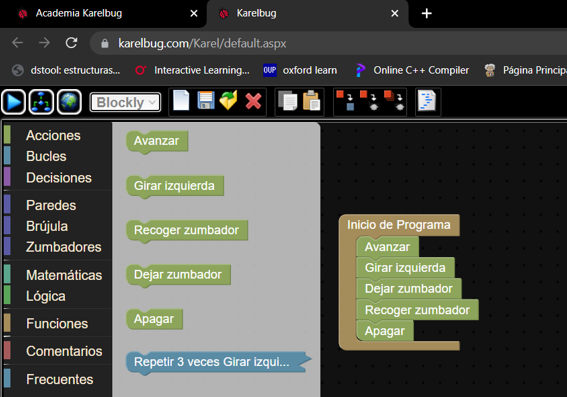 Academia Karelbug
Karelbug
karelbug.com/Karel/default.aspx
dstool: estructuras...
Interactive Learning...
OUP
oxford learn
Online C++ Compiler
Página Princip
Blockly
Acciones
Bucles
Decisiones
Paredes
Brújula
Zumbadores
Matemáticas
Lógica
Funciones
Comentarios
Frecuentes
Avanzar
Girar izquierda
Recoger zumbador
Dejar zumbador
Apagar
Repetir 3 veces Girar izqui...
Inicio de Programa
Avanzar
Girar izquierda
Dejar zumbador
Recoger zumbador
Apagar